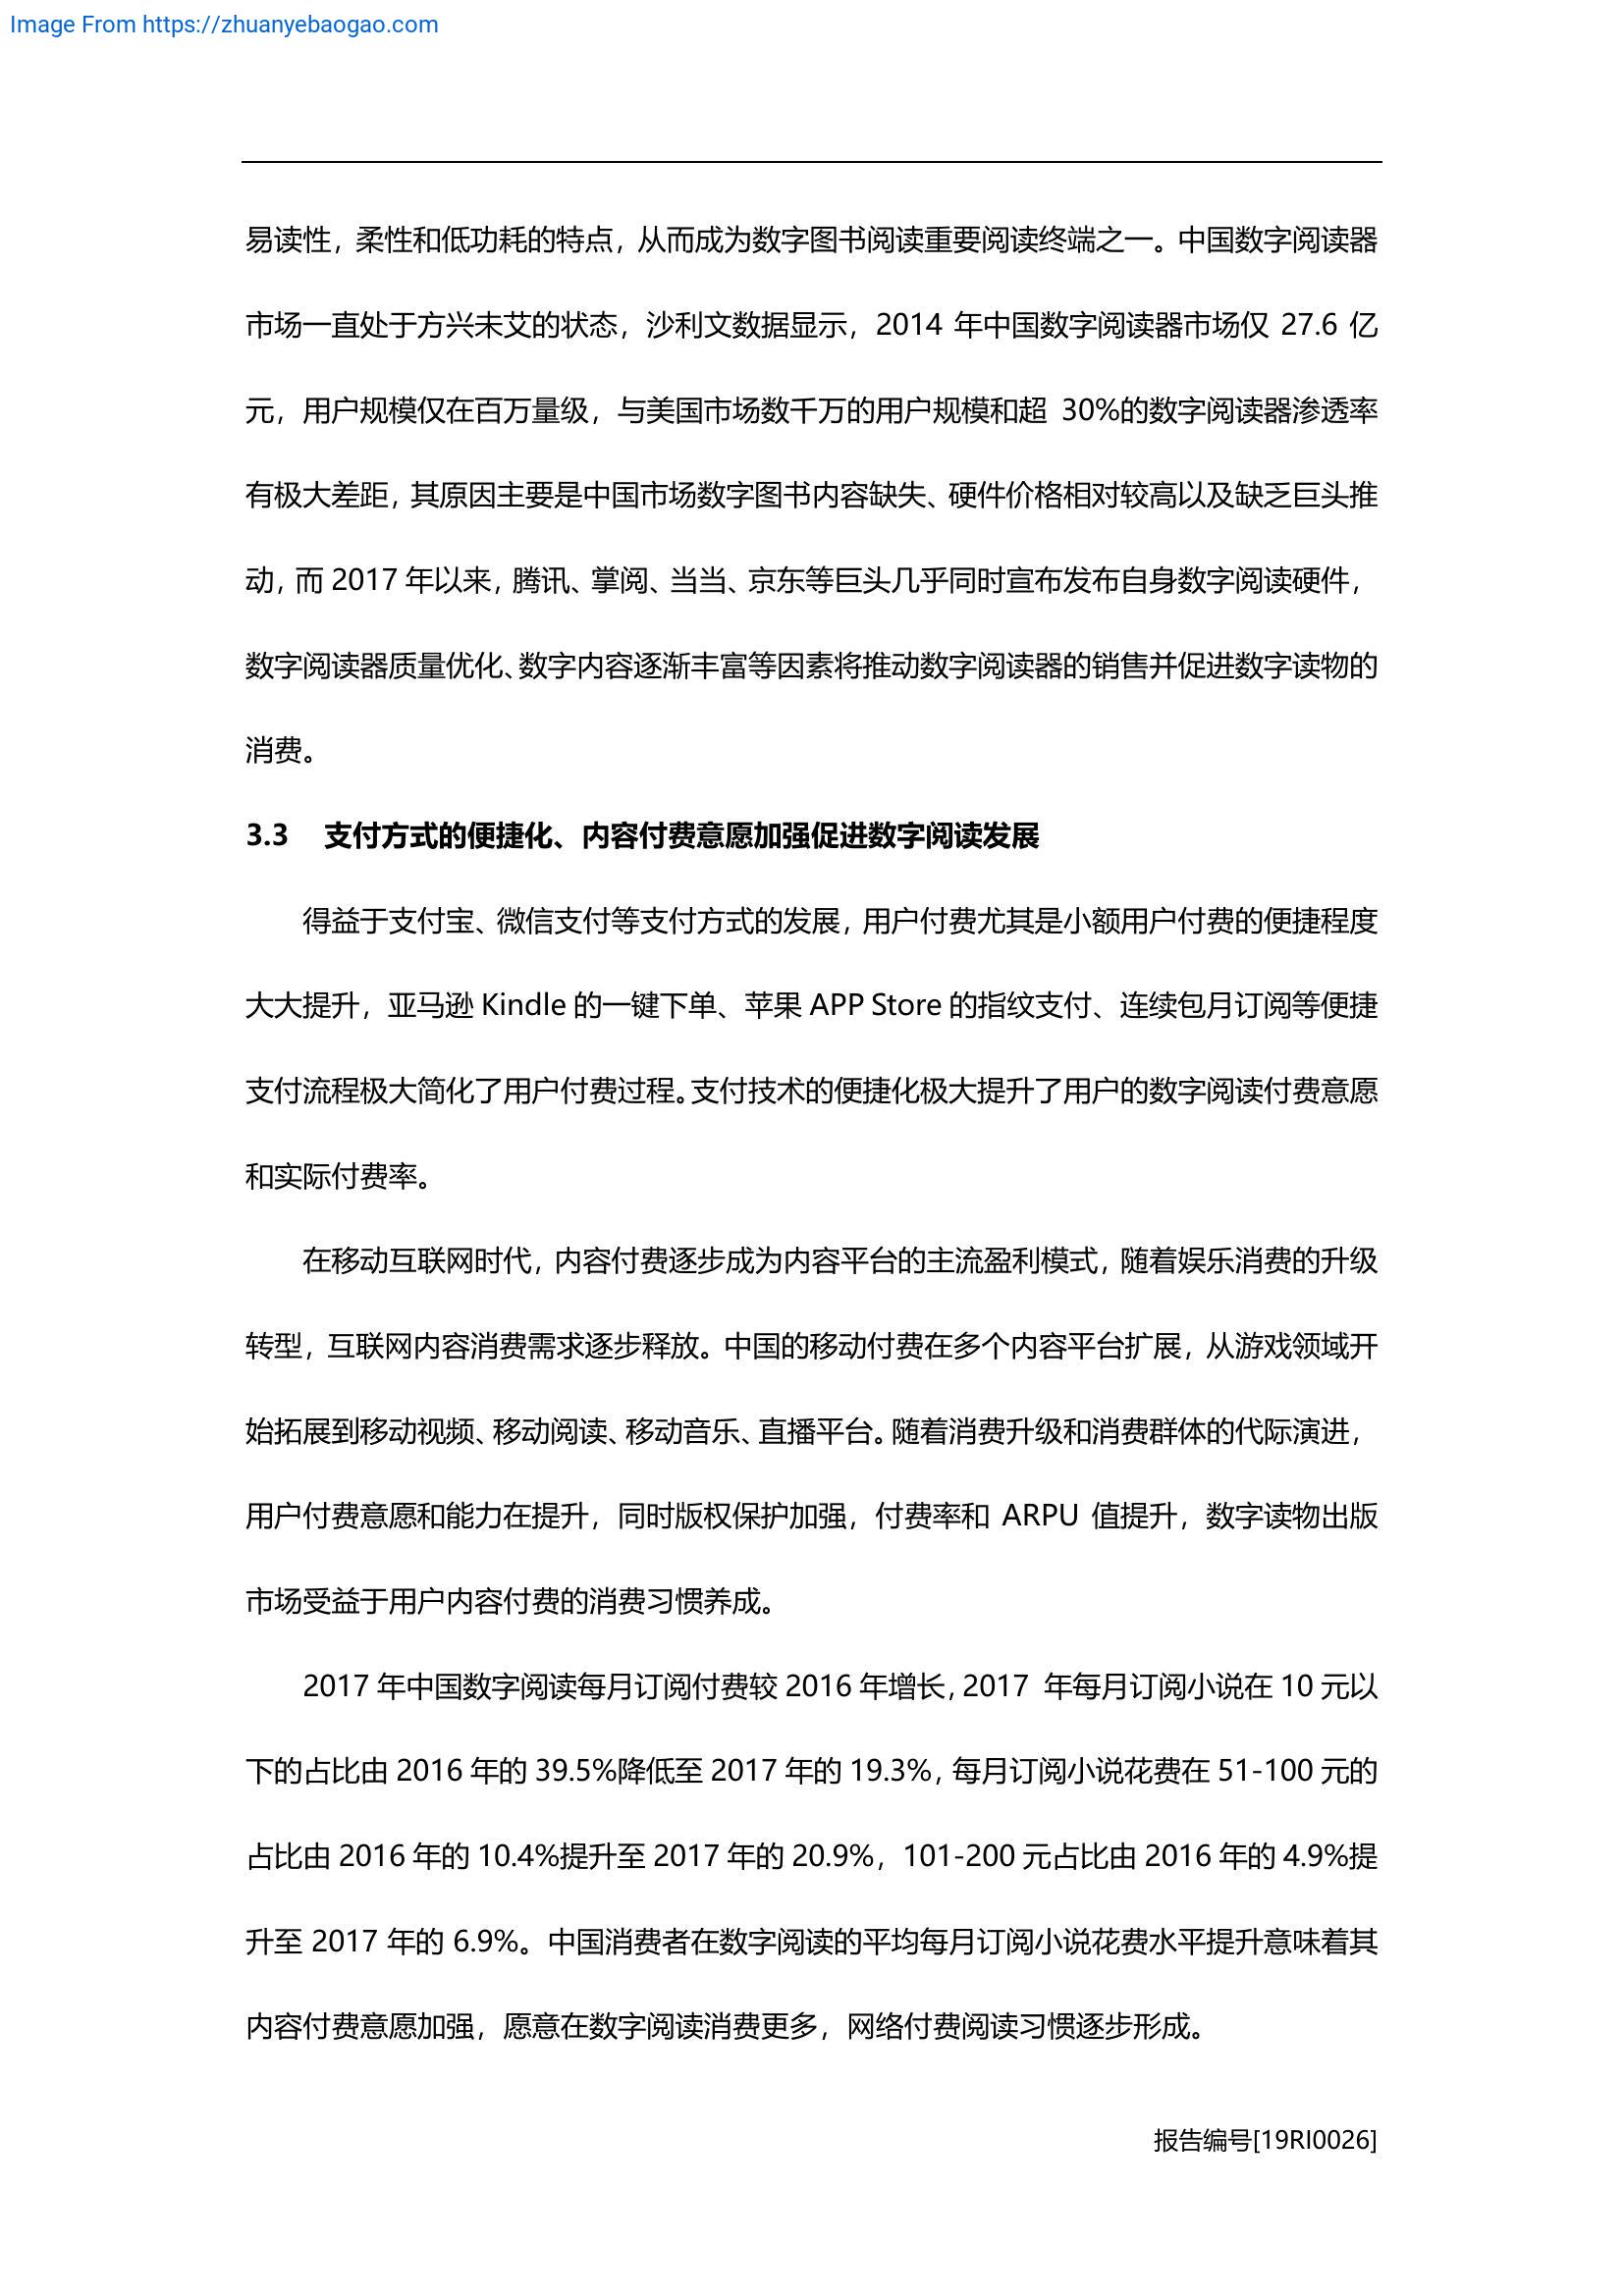 Image From https://zhuanyebaogao.com
易读性，柔性和低功耗的特点，从而成为数字图书阅读重要阅读终端之一。中国数字阅读器
市场一直处于方兴未艾的状态，沙利文数据显示，2014 年中国数字阅读器市场仅 27.6 亿
元，用户规模仅在百万量级，与美国市场数千万的用户规模和超 30%的数字阅读器渗透率
有极大差距，其原因主要是中国市场数字图书内容缺失、硬件价格相对较高以及缺乏巨头推
动，而 2017 年以来，腾讯、掌阅、当当、京东等巨头几乎同时宣布发布自身数字阅读硬件，
数字阅读器质量优化、数字内容逐渐丰富等因素将推动数字阅读器的销售并促进数字读物的
消费。
3.3 支付方式的便捷化、内容付费意愿加强促进数字阅读发展
得益于支付宝、微信支付等支付方式的发展，用户付费尤其是小额用户付费的便捷程度
大大提升，亚马逊 Kindle 的一键下单、苹果 APP Store 的指纹支付、连续包月订阅等便捷
支付流程极大简化了用户付费过程。支付技术的便捷化极大提升了用户的数字阅读付费意愿
和实际付费率。
在移动互联网时代，内容付费逐步成为内容平台的主流盈利模式，随着娱乐消费的升级
转型，互联网内容消费需求逐步释放。中国的移动付费在多个内容平台扩展，从游戏领域开
始拓展到移动视频、移动阅读、移动音乐、直播平台。随着消费升级和消费群体的代际演进，
用户付费意愿和能力在提升，同时版权保护加强，付费率和 ARPU 值提升，数字读物出版
市场受益于用户内容付费的消费习惯养成。
2017 年中国数字阅读每月订阅付费较 2016 年增长，2017 年每月订阅小说在 10 元以
下的占比由 2016 年的 39.5%降低至 2017 年的 19.3%，每月订阅小说花费在 51-100 元的
占比由 2016 年的 10.4%提升至 2017 年的 20.9%，101-200 元占比由 2016 年的 4.9%提
升至 2017 年的 6.9%。中国消费者在数字阅读的平均每月订阅小说花费水平提升意味着其
内容付费意愿加强，愿意在数字阅读消费更多，网络付费阅读习惯逐步形成。
报告编号[19RI0026]